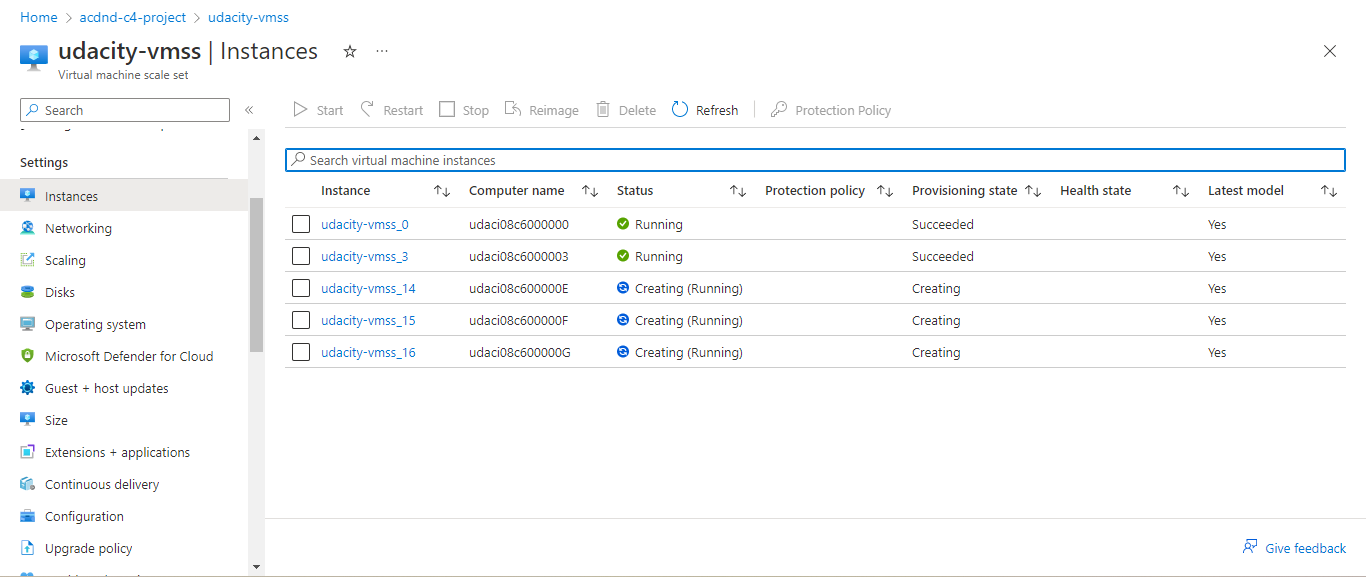 Home > acdnd-c4-project > udacity-vmss
udacity-vmss | Instances
Virtual machine scale set
Search
Start Restart Stop Reimage Delete Refresh Protection Policy
Settings
Instances
Networking
Scaling
Disks
Operating system
Microsoft Defender for Cloud
Guest + host updates
Size
Extensions + applications
Continuous delivery
Configuration
Upgrade policy
Search virtual machine instances
Instance Computer name Status Protection policy Provisioning state Health state Latest model
udacity-vmss_0 udaci08c6000000 Running Succeeded Yes
udacity-vmss_3 udaci08c6000003 Running Succeeded Yes
udacity-vmss_14 udaci08c600000E Creating (Running) Creating Yes
udacity-vmss_15 udaci08c600000F Creating (Running) Creating Yes
udacity-vmss_16 udaci08c600000G Creating (Running) Creating Yes
Give feedback